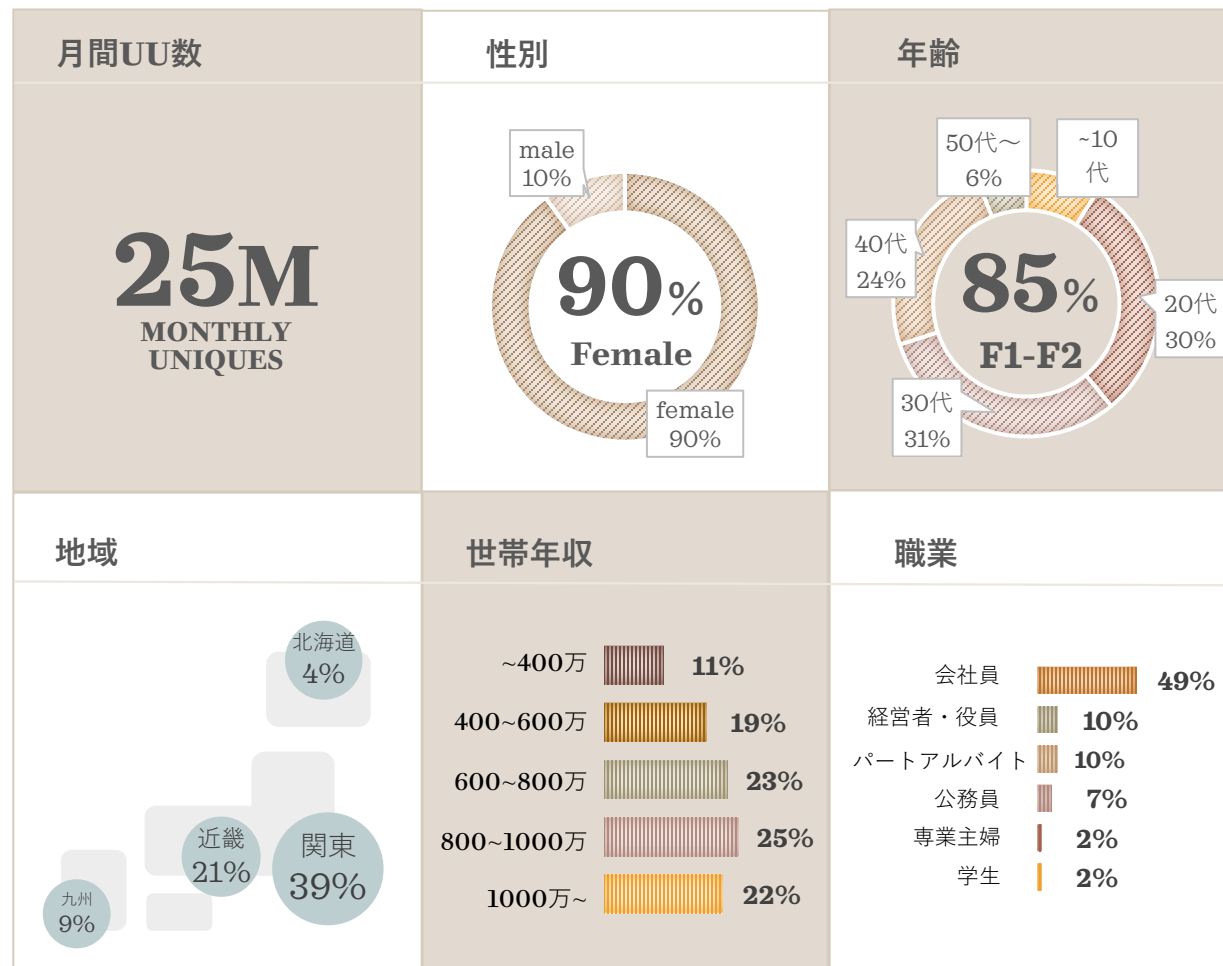 月間UU数
25M
MONTHLY
UNIQUES
性別
male
10%
90%
Female
female
90%
年齢
50代～
6%
~10
代
40代
24%
85%
F1-F2
20代
30%
30代
31%
地域
北海道
4%
近畿
21%
関東
39%
九州
9%
世帯年収
~400万 11%
400~600万 19%
600~800万 23%
800~1000万 25%
1000万~ 22%
職業
会社員 49%
経営者・役員 10%
パートアルバイト 10%
公務員 7%
専業主婦 2%
学生 2%